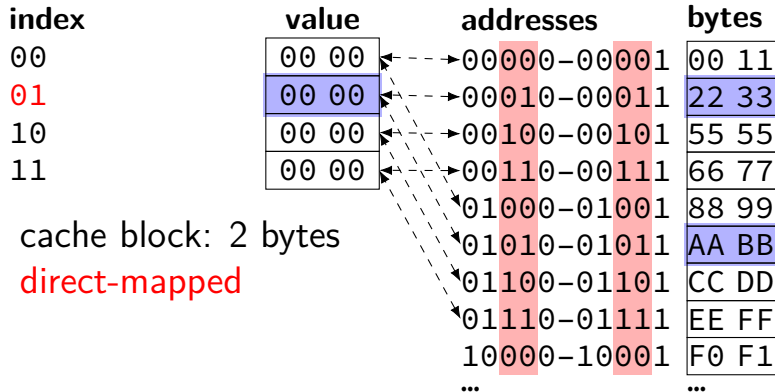 index value addresses bytes
00 00 00 00000-00001 00 11
01 00 00 00010-00011 22 33
10 00 00 00100-00101 55 55
11 00 00 00110-00111 66 77
01000-01001 88 99
cache block: 2 bytes
01010-01011 AA BB
direct-mapped
01100-01101 CC DD
01110-01111 EE FF
10000-10001 F0 F1
… …